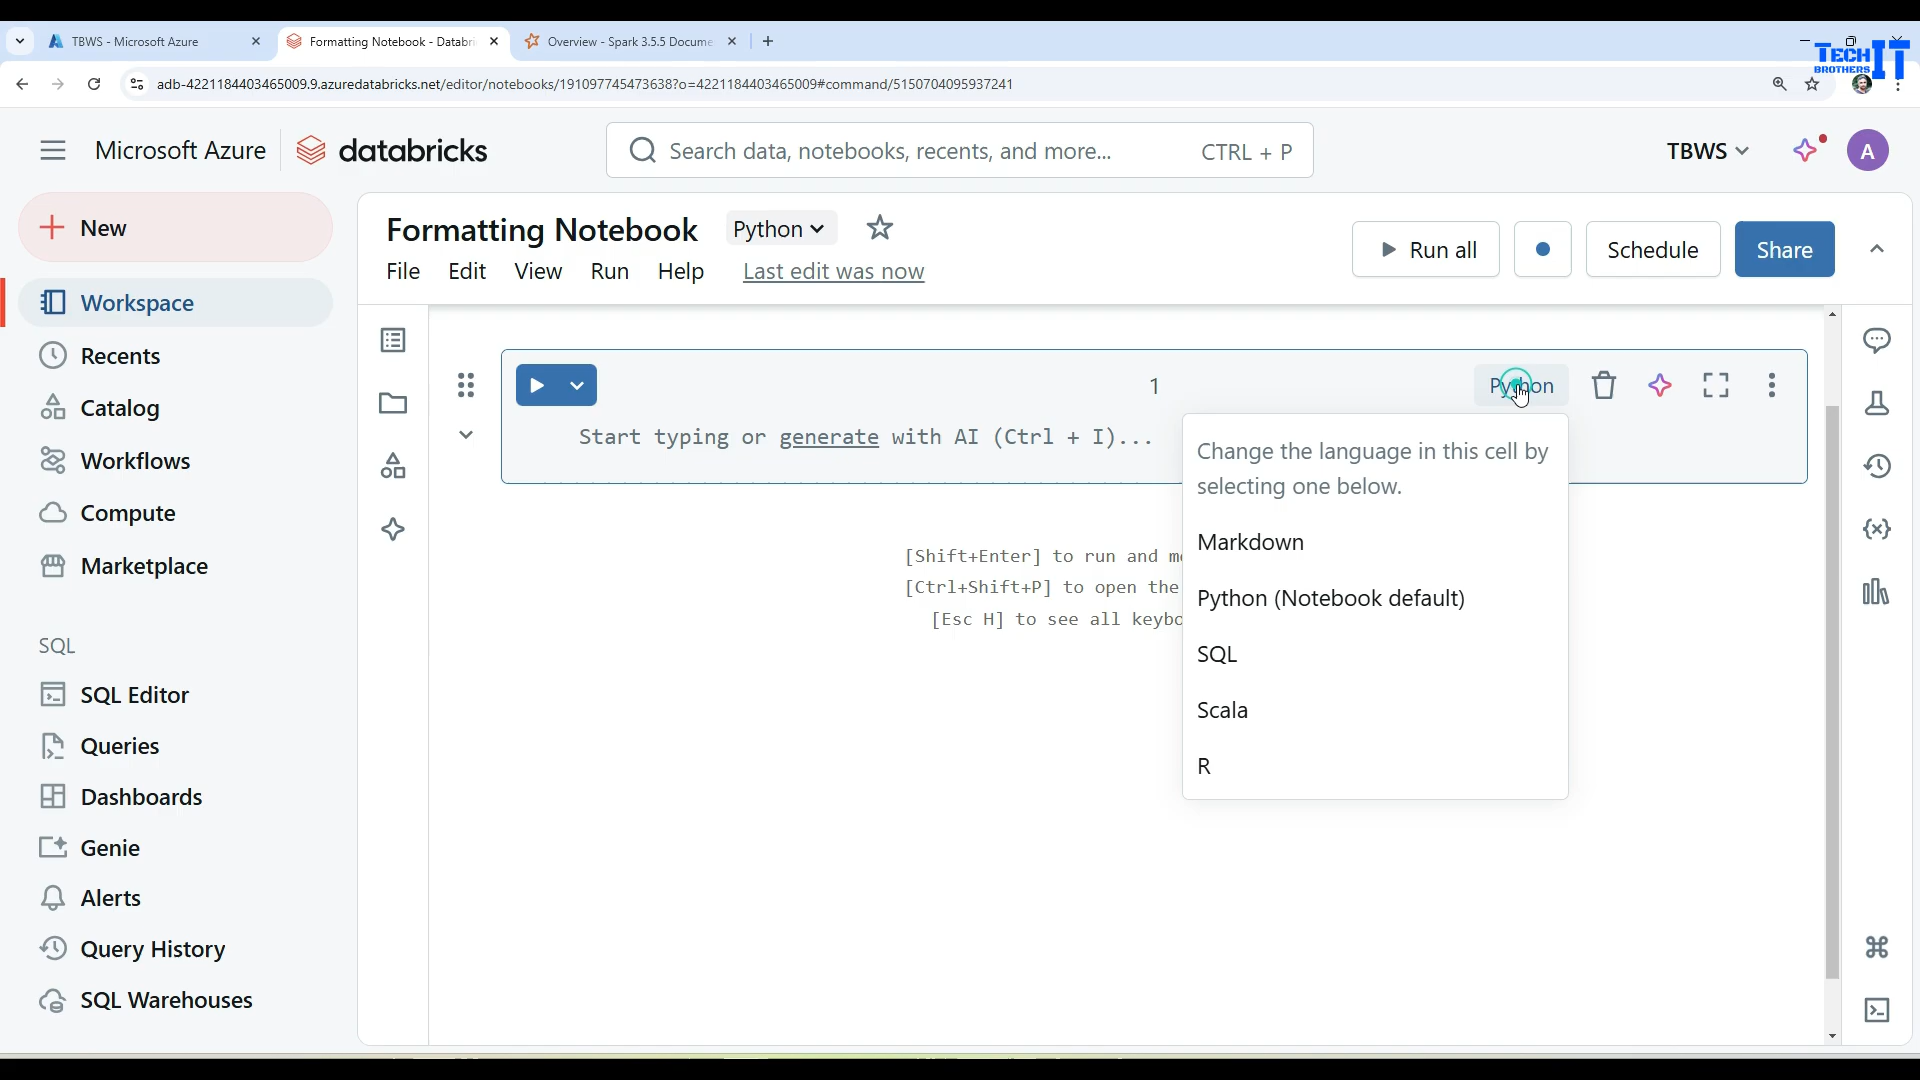 TBWS - Microsoft Azure
Formatting Notebook - Databri
Overview - Spark 3.5.5 Docume
TECH IT
BROTHERS
adb-4221184403465009.9.azuredatabricks.net/editor/notebooks/1910977454736387?o=4221184403465009#command/5150704095937241
Microsoft Azure
databricks
Search data, notebooks, recents, and more...
CTRL + P
TBWS
A
New
Workspace
Recents
Catalog
Workflows
Compute
Marketplace
SQL
SQL Editor
Queries
Dashboards
Genie
Alerts
Query History
SQL Warehouses
Formatting Notebook
Python
File Edit View Run Help Last edit was now
Run all
Schedule
Share
1
Python
Start typing or generate with AI (Ctrl + I)...
[Shift+Enter] to run and
[Ctrl+Shift+P] to open the
[Esc H] to see all
Change the language in this cell by
selecting one below.
Markdown
Python (Notebook default)
SQL
Scala
R